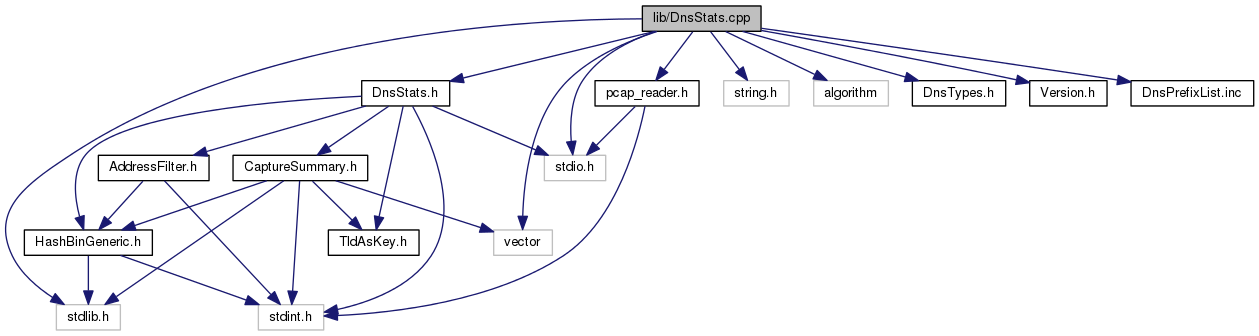 lib/DnsStats.cpp
DnsStats.h
pcap_reader.h
string.h
algorithm
DnsTypes.h
Version.h
DnsPrefixList.inc
AddressFilter.h
CaptureSummary.h
stdio.h
HashBinGeneric.h
TldAsKey.h
vector
stdlib.h
stdint.h